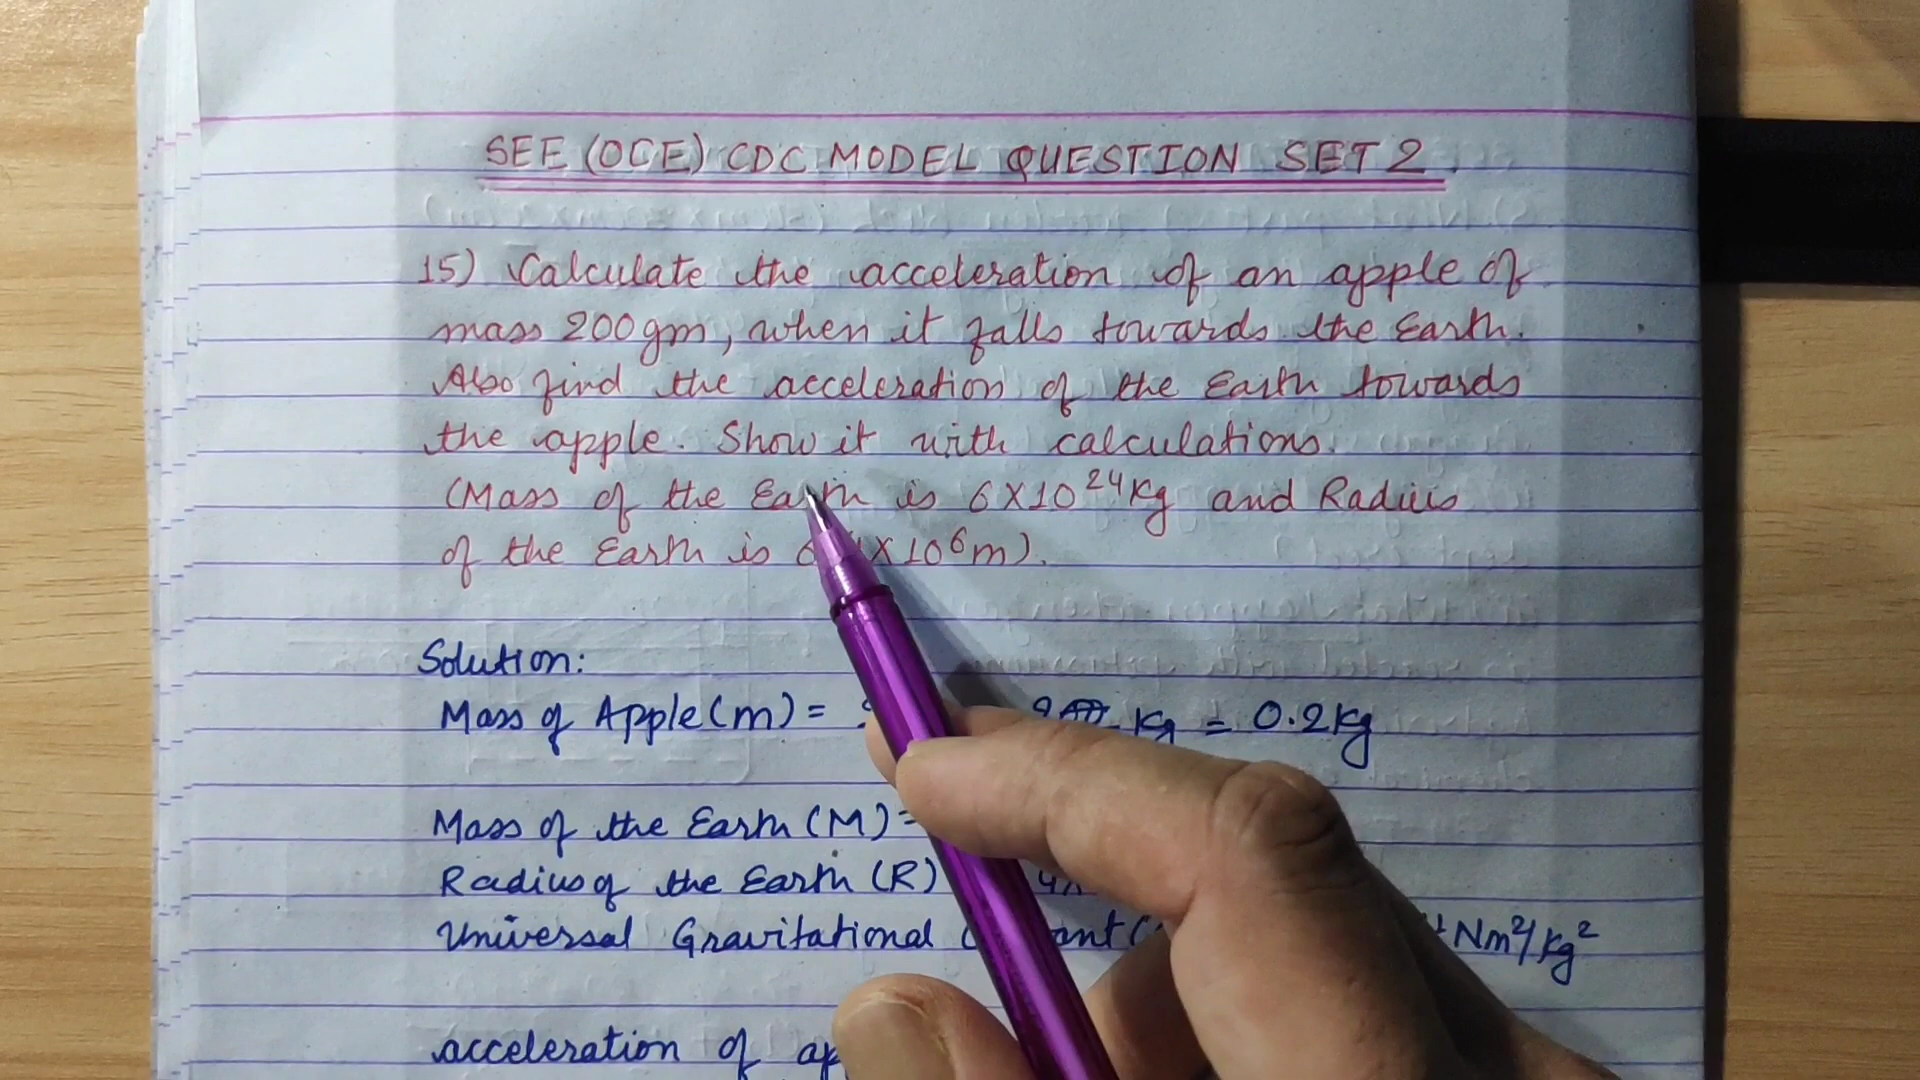 SEE (OCE) CDC MODEL QUESTION SET 2.
15) Calculate the acceleration of an apple of
mass 200gm, when it falls towards the Earth.
Also find the acceleration of the Earth towards
the apple. Show it with calculations.
(Mass of the Earth is 6X10²⁴Kg and Radius
of the Earth is X10⁶m).
Solution:
Mass of Apple(m) = Kg = 0.2Kg
Mass of the Earth (M) =
Radius of the Earth (R)
Universal Gravitational Nm²/Kg²
acceleration of